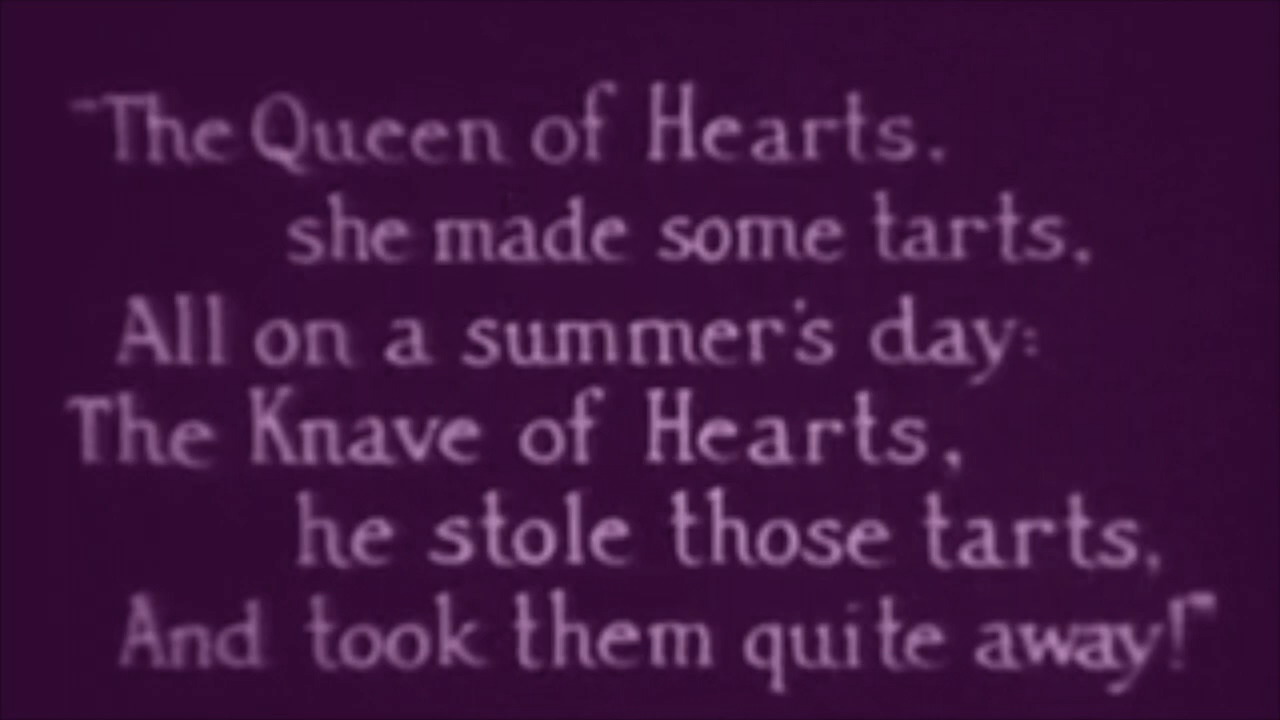 "The Queen of Hearts,
she made some tarts,
All on a summer's day:
The Knave of Hearts,
he stole those tarts,
And took them quite away!"